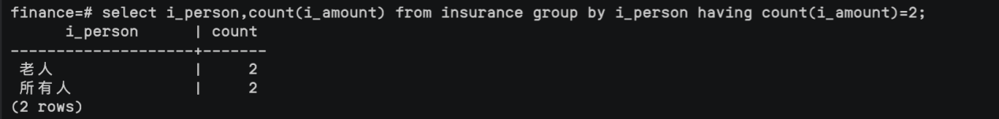 finance=# select i_person,count(i_amount) from insurance group by i_person having count(i_amount)=2;
      i_person       | count
---------------------+-------
 老人                |     2
 所有人              |     2
(2 rows)